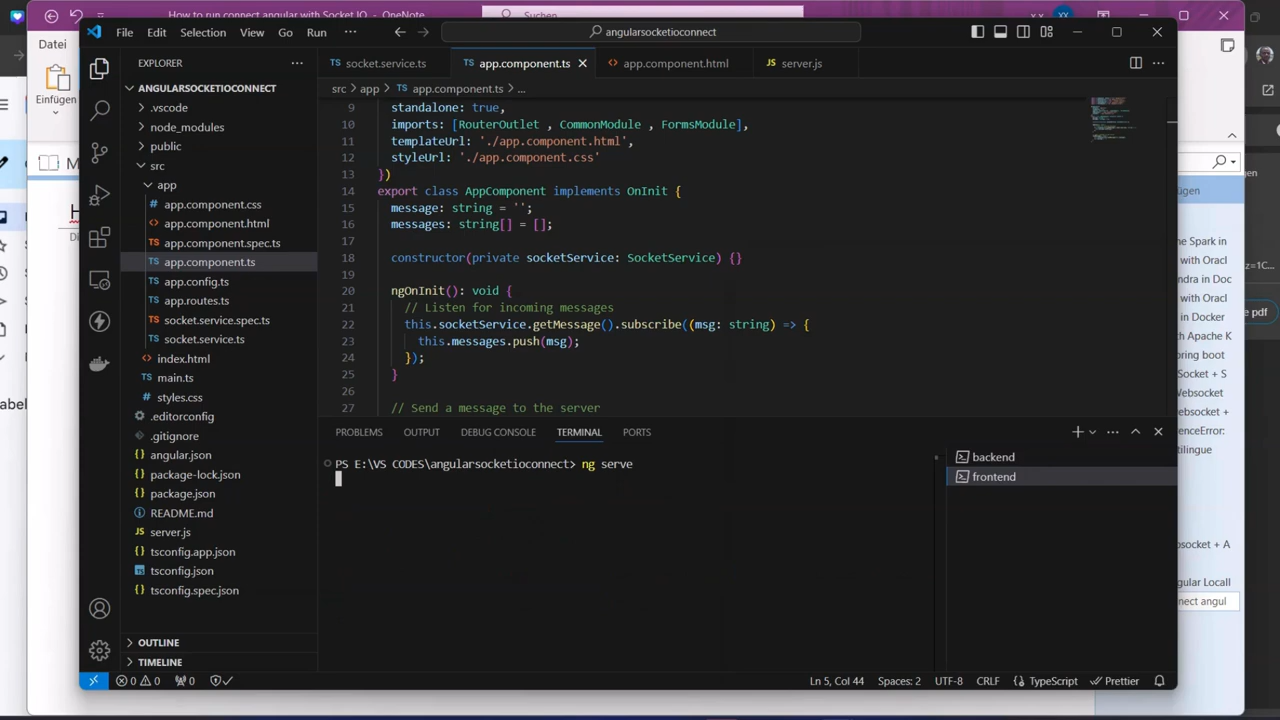 How to run connect angular with Socket IO - OneNote
Suchen
Datei
Einfügen
File
Edit
Selection
View
Go
Run
angularsocketioconnect
EXPLORER
ANGULARSOCKETIOCONNECT
.vscode
node_modules
public
src
app
app.component.css
app.component.html
app.component.spec.ts
app.component.ts
app.config.ts
app.routes.ts
socket.service.spec.ts
socket.service.ts
index.html
main.ts
styles.css
.editorconfig
.gitignore
angular.json
package-lock.json
package.json
README.md
server.js
tsconfig.app.json
tsconfig.json
tsconfig.spec.json
OUTLINE
TIMELINE
socket.service.ts
app.component.ts
app.component.html
server.js
src > app > app.component.ts > ...
9 standalone: true,
10 imports: [RouterOutlet , CommonModule , FormsModule],
11 templateUrl: './app.component.html',
12 styleUrl: './app.component.css'
13 })
14 export class AppComponent implements OnInit {
15 message: string = '';
16 messages: string[] = [];
17
18 constructor(private socketService: SocketService) {}
19
20 ngOnInit(): void {
21 // Listen for incoming messages
22 this.socketService.getMessage().subscribe((msg: string) => {
23 this.messages.push(msg);
24 });
25 }
26
27 // Send a message to the server
PROBLEMS
OUTPUT
DEBUG CONSOLE
TERMINAL
PORTS
PS E:\VS CODES\angularsocketioconnect> ng serve
backend
frontend
0 0 0
Ln 5, Col 44
Spaces: 2
UTF-8
CRLF
TypeScript
Prettier